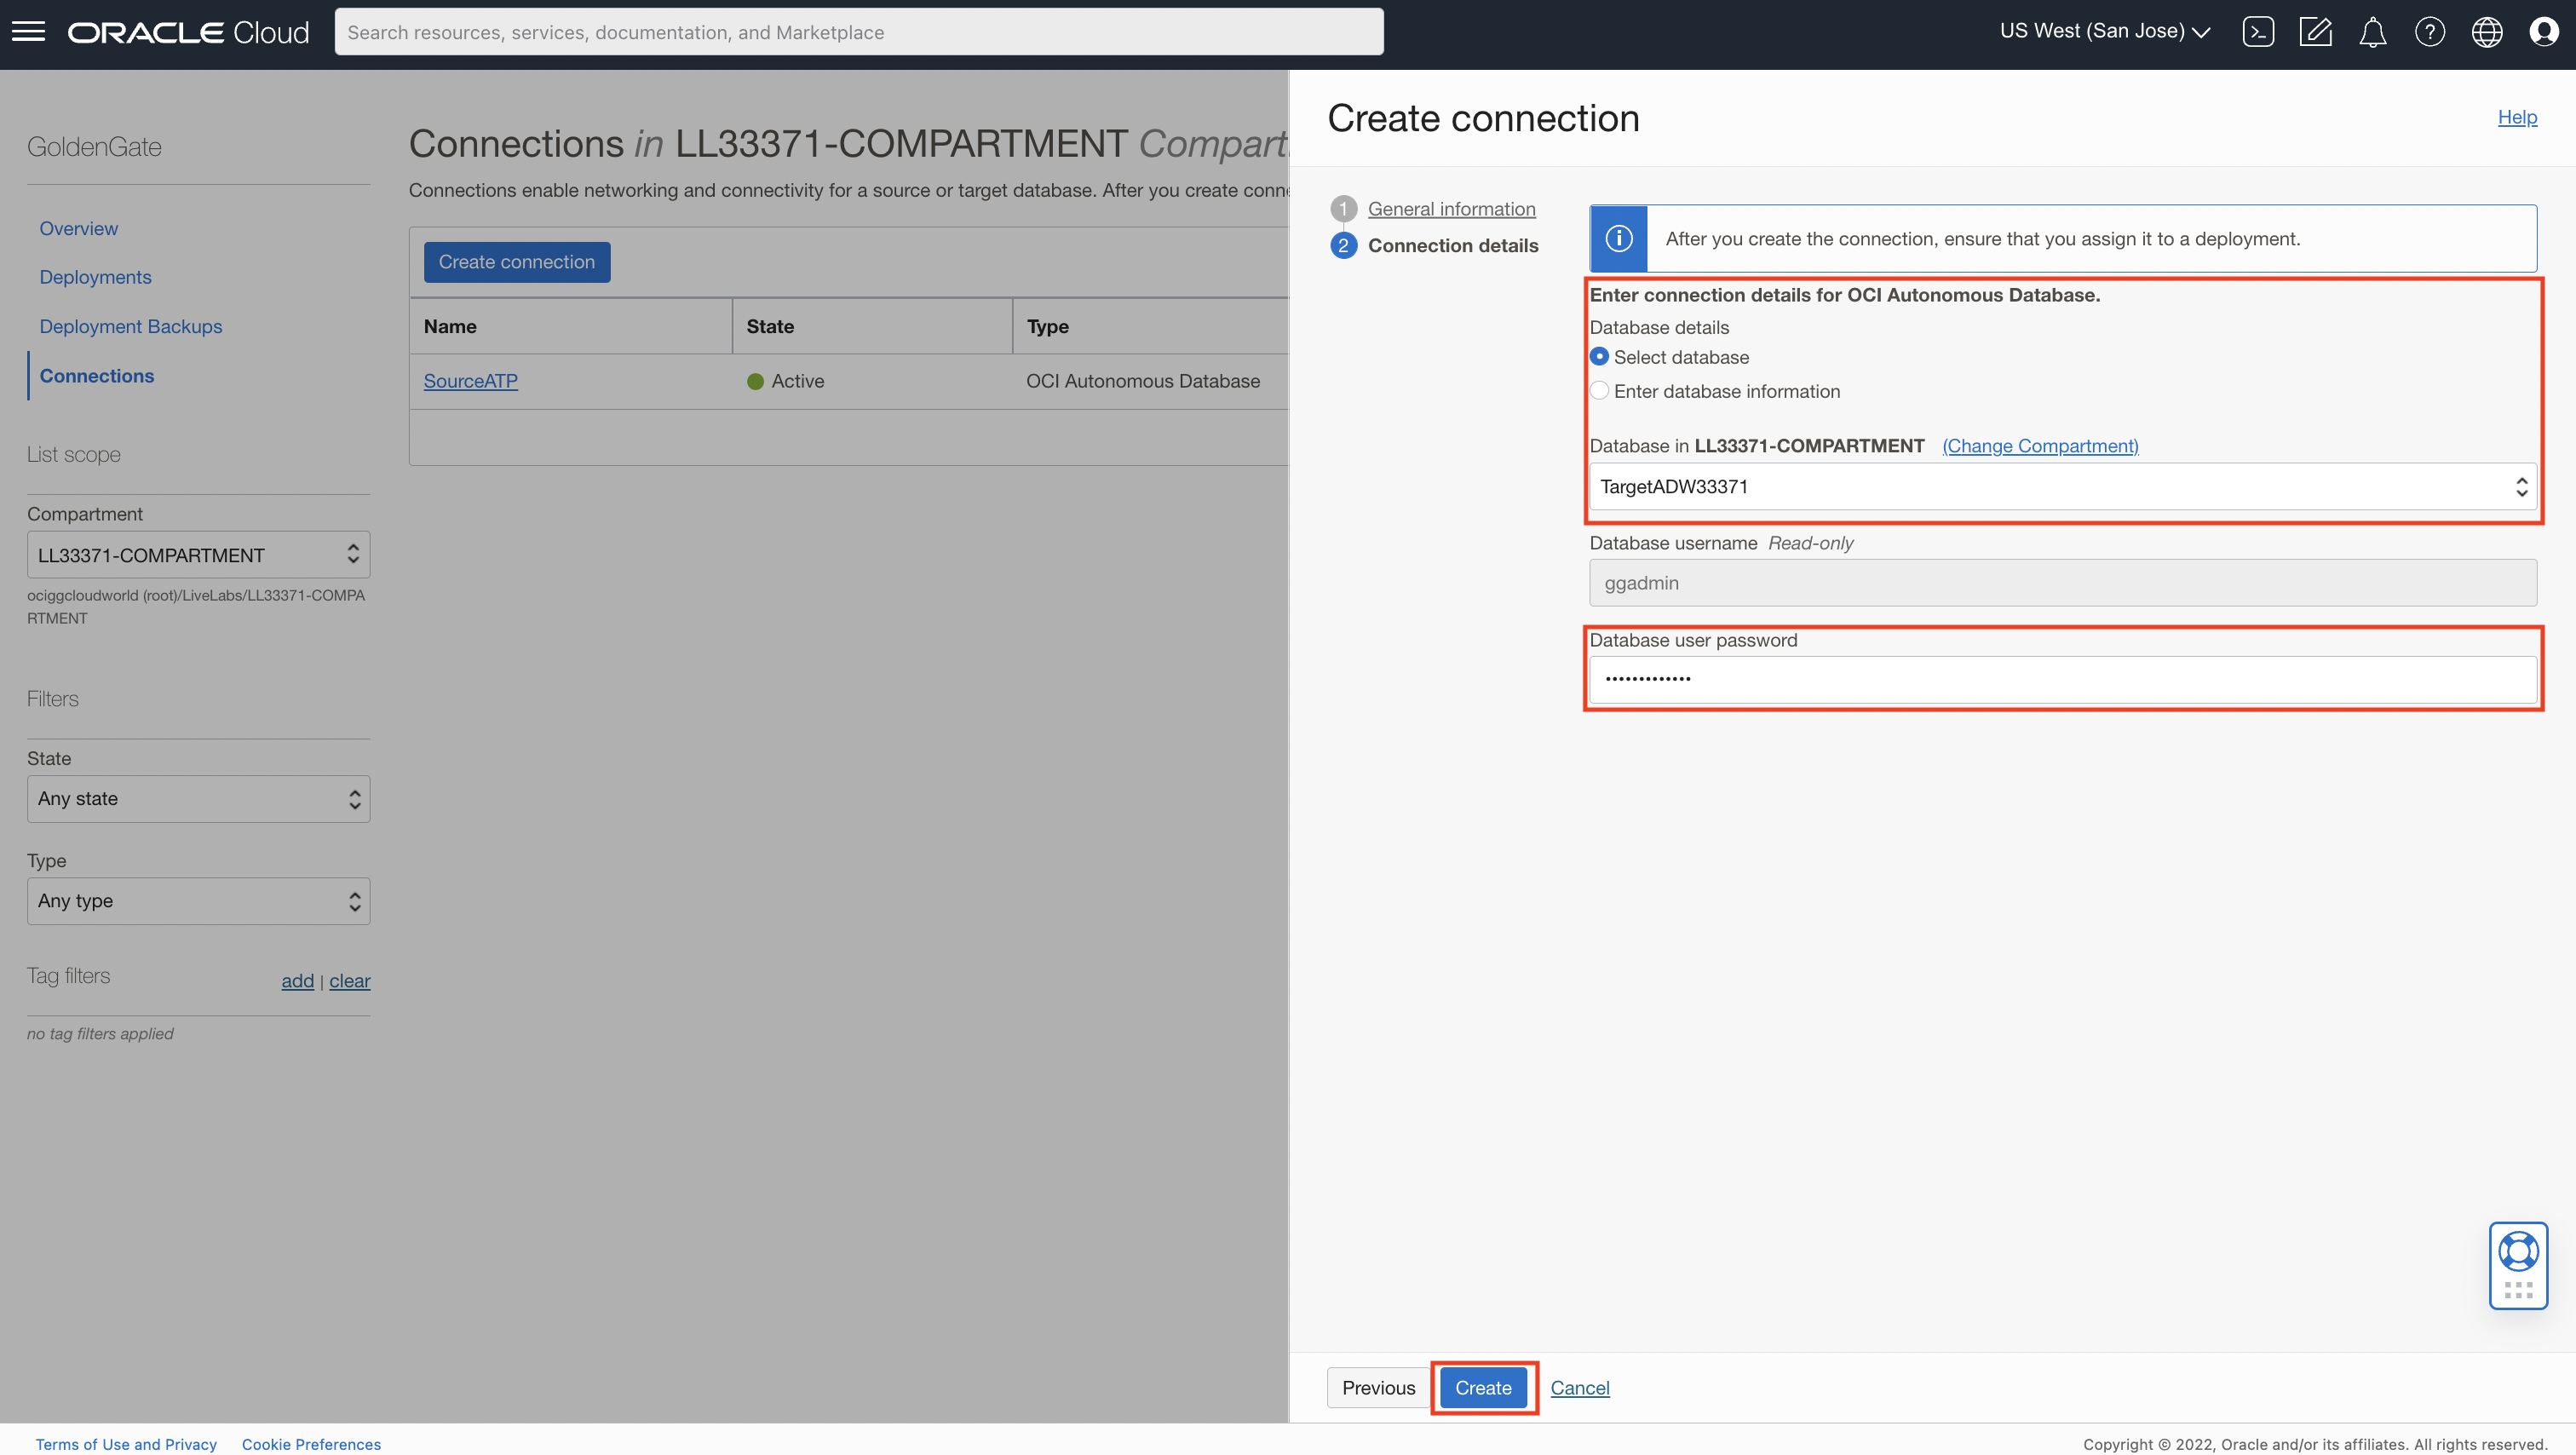 ORACLE Cloud
Search resources, services, documentation, and Marketplace
US West (San Jose)
GoldenGate
Overview
Deployments
Deployment Backups
Connections
List scope
Compartment
LL33371-COMPARTMENT
ociggcloudworld (root)/LiveLabs/LL33371-COMPA
RTMENT
Filters
State
Any state
Type
Any type
Tag filters
add | clear
no tag filters applied
Connections in LL33371-COMPARTMENT Compart
Connections enable networking and connectivity for a source or target database. After you create conne
Create connection
Name State Type
SourceATP Active OCI Autonomous Database
Create connection
Help
1 General information
2 Connection details
After you create the connection, ensure that you assign it to a deployment.
Enter connection details for OCI Autonomous Database.
Database details
Select database
Enter database information
Database in LL33371-COMPARTMENT (Change Compartment)
TargetADW33371
Database username Read-only
ggadmin
Database user password
•••••••••••••
Previous Create Cancel
Terms of Use and Privacy Cookie Preferences
Copyright © 2022, Oracle and/or its affiliates. All rights reserved.